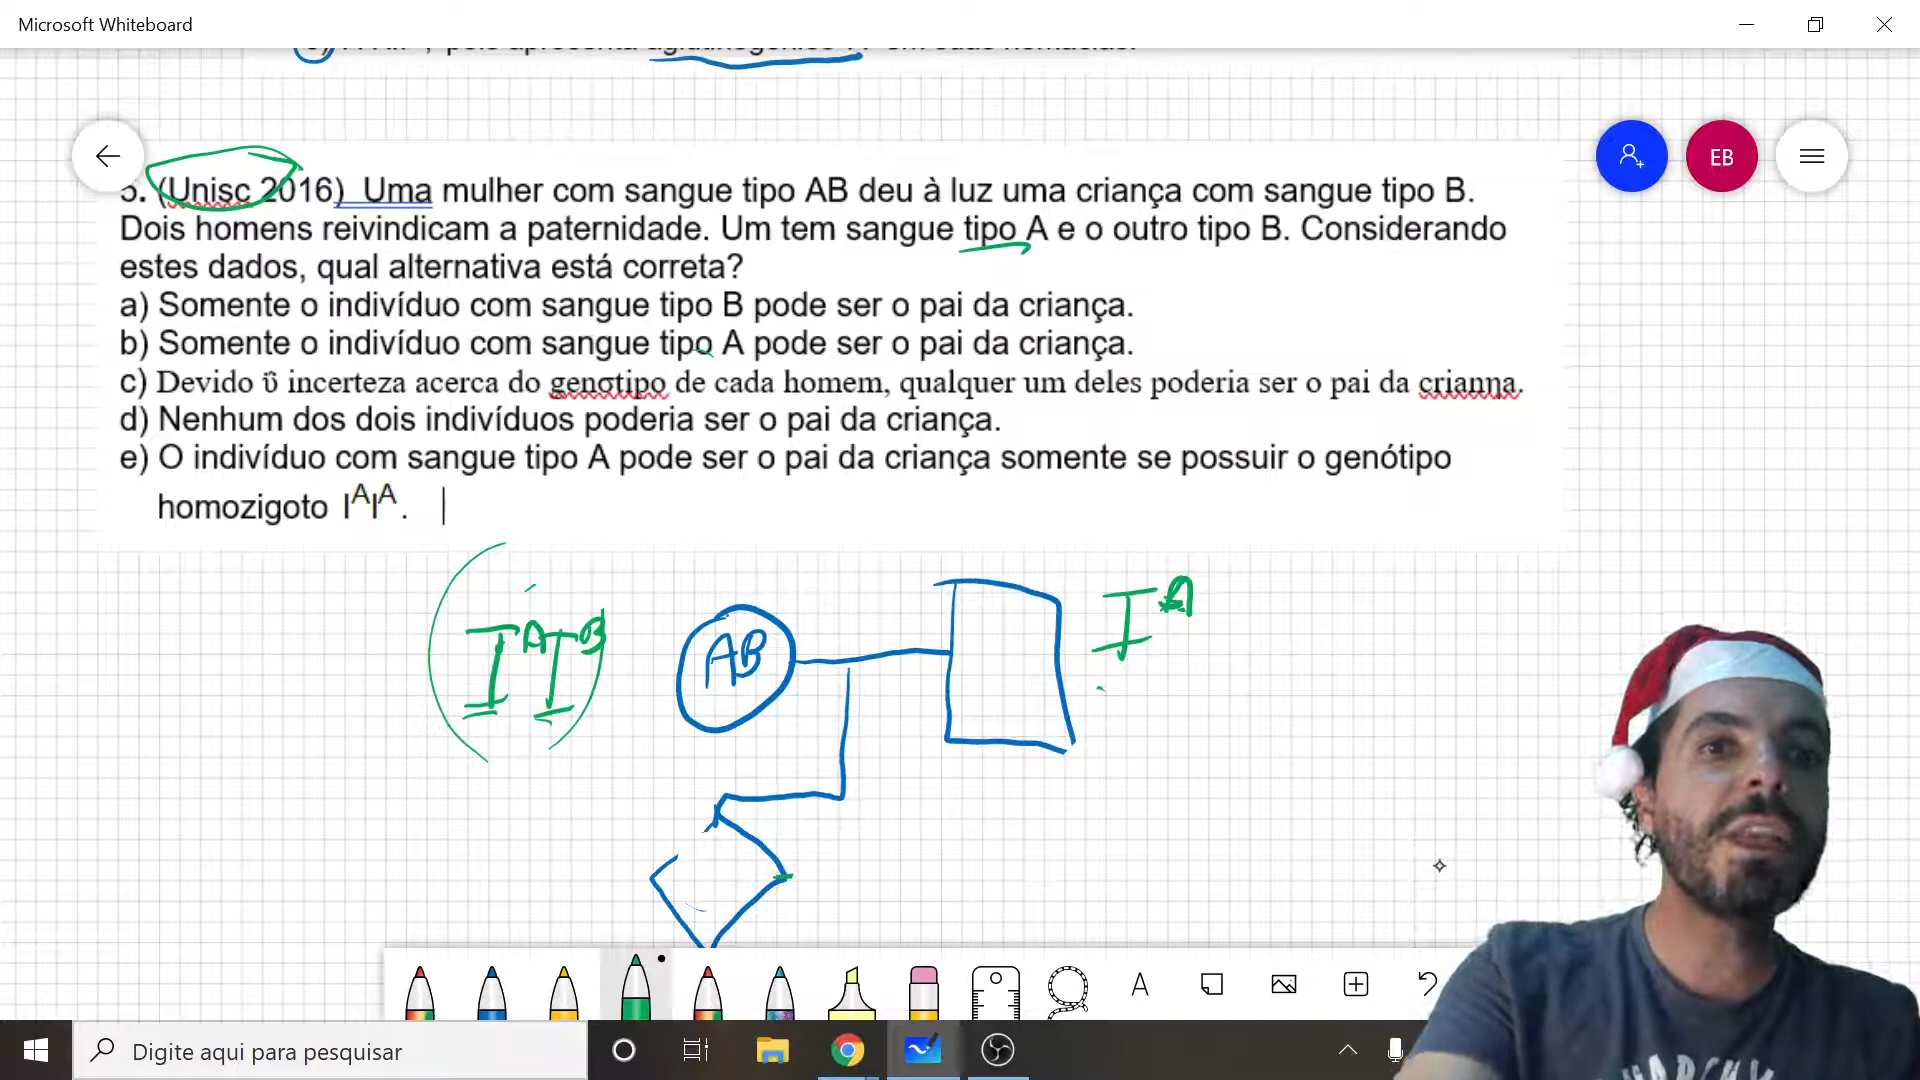 Microsoft Whiteboard
EB
5. (Unisc 2016) Uma mulher com sangue tipo AB deu à luz uma criança com sangue tipo B.
Dois homens reivindicam a paternidade. Um tem sangue tipo A e o outro tipo B. Considerando
estes dados, qual alternativa está correta?
a) Somente o indivíduo com sangue tipo B pode ser o pai da criança.
b) Somente o indivíduo com sangue tipo A pode ser o pai da criança.
c) Devido ΰ incerteza acerca do genσtipo de cada homem, qualquer um deles poderia ser o pai da crianηa.
d) Nenhum dos dois indivíduos poderia ser o pai da criança.
e) O indivíduo com sangue tipo A pode ser o pai da criança somente se possuir o genótipo
homozigoto IᴬIᴬ.
IᴬIᴮ
AB
Iᴬ
A
Digite aqui para pesquisar